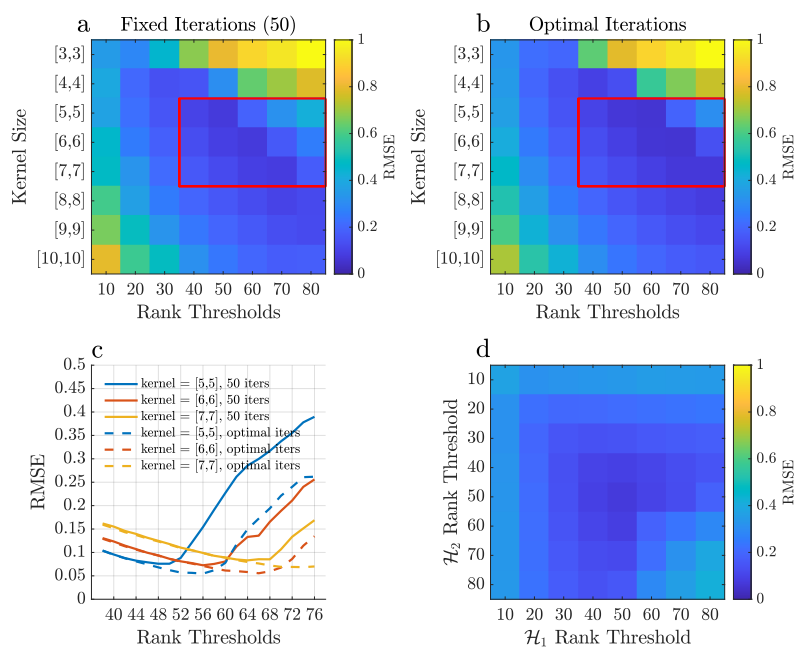 a
Fixed Iterations (50)
[3,3]
[4,4]
[5,5]
[6,6]
[7,7]
[8,8]
[9,9]
[10,10]
Kernel Size
10 20 30 40 50 60 70 80
Rank Thresholds
1
0.8
0.6
0.4
0.2
0
RMSE
b
Optimal Iterations
[3,3]
[4,4]
[5,5]
[6,6]
[7,7]
[8,8]
[9,9]
[10,10]
Kernel Size
10 20 30 40 50 60 70 80
Rank Thresholds
1
0.8
0.6
0.4
0.2
0
RMSE
c
0.5
0.45
0.4
0.35
0.3
0.25
0.2
0.15
0.1
0.05
0
RMSE
kernel = [5,5], 50 iters
kernel = [6,6], 50 iters
kernel = [7,7], 50 iters
kernel = [5,5], optimal iters
kernel = [6,6], optimal iters
kernel = [7,7], optimal iters
40 44 48 52 56 60 64 68 72 76
Rank Thresholds
d
10
20
30
40
50
60
70
80
ℋ₂ Rank Threshold
10 20 30 40 50 60 70 80
ℋ₁ Rank Threshold
1
0.8
0.6
0.4
0.2
0
RMSE